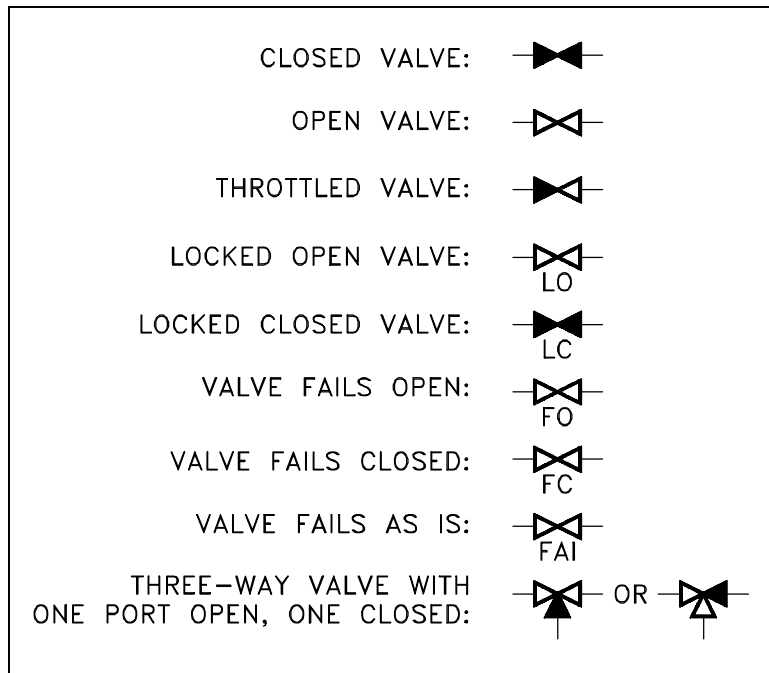 CLOSED VALVE:
OPEN VALVE:
THROTTLED VALVE:
LOCKED OPEN VALVE:
LO
LOCKED CLOSED VALVE:
LC
VALVE FAILS OPEN:
FO
VALVE FAILS CLOSED:
FC
VALVE FAILS AS IS:
FAI
THREE-WAY VALVE WITH
ONE PORT OPEN, ONE CLOSED:
OR